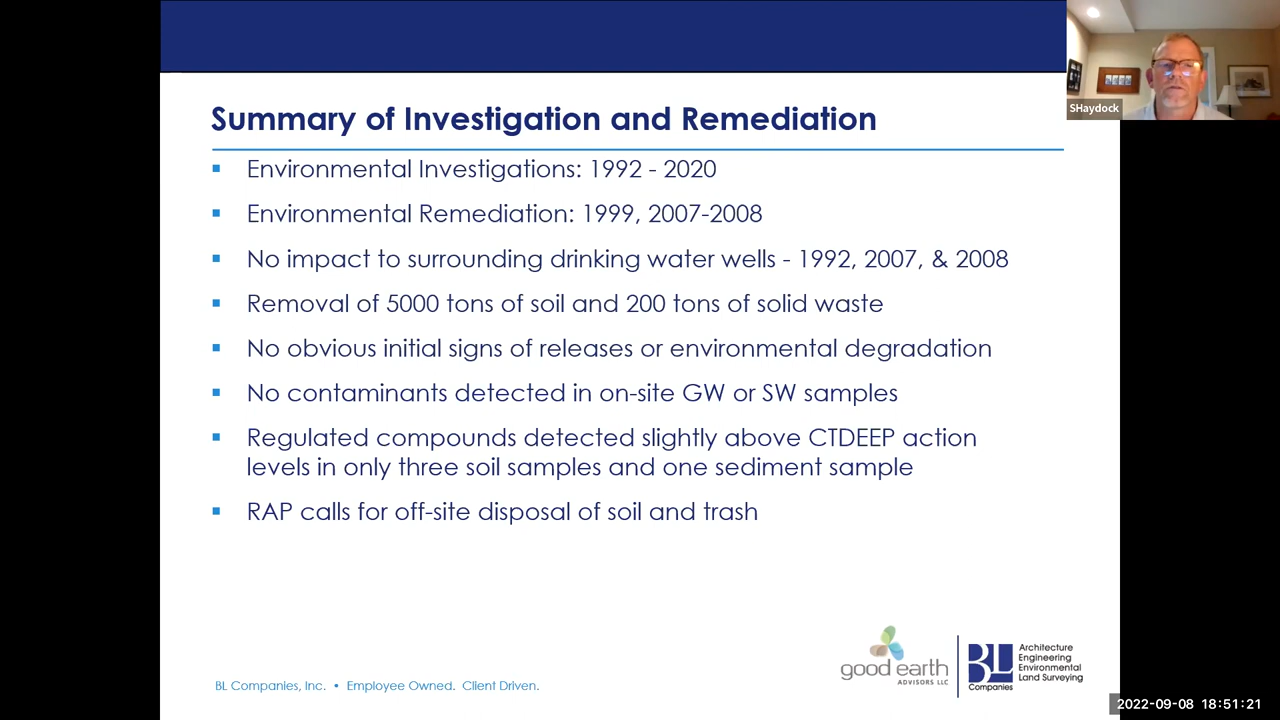 SHaydock
Summary of Investigation and Remediation
Environmental Investigations: 1992 - 2020
Environmental Remediation: 1999, 2007-2008
No impact to surrounding drinking water wells - 1992, 2007, & 2008
Removal of 5000 tons of soil and 200 tons of solid waste
No obvious initial signs of releases or environmental degradation
No contaminants detected in on-site GW or SW samples
Regulated compounds detected slightly above CTDEEP action
levels in only three soil samples and one sediment sample
RAP calls for off-site disposal of soil and trash
good earth
ADVISORS LLC
BL
Companies
Architecture
Engineering
Environmental
Land Surveying
BL Companies, Inc. • Employee Owned. Client Driven.
2022-09-08 18:51:21